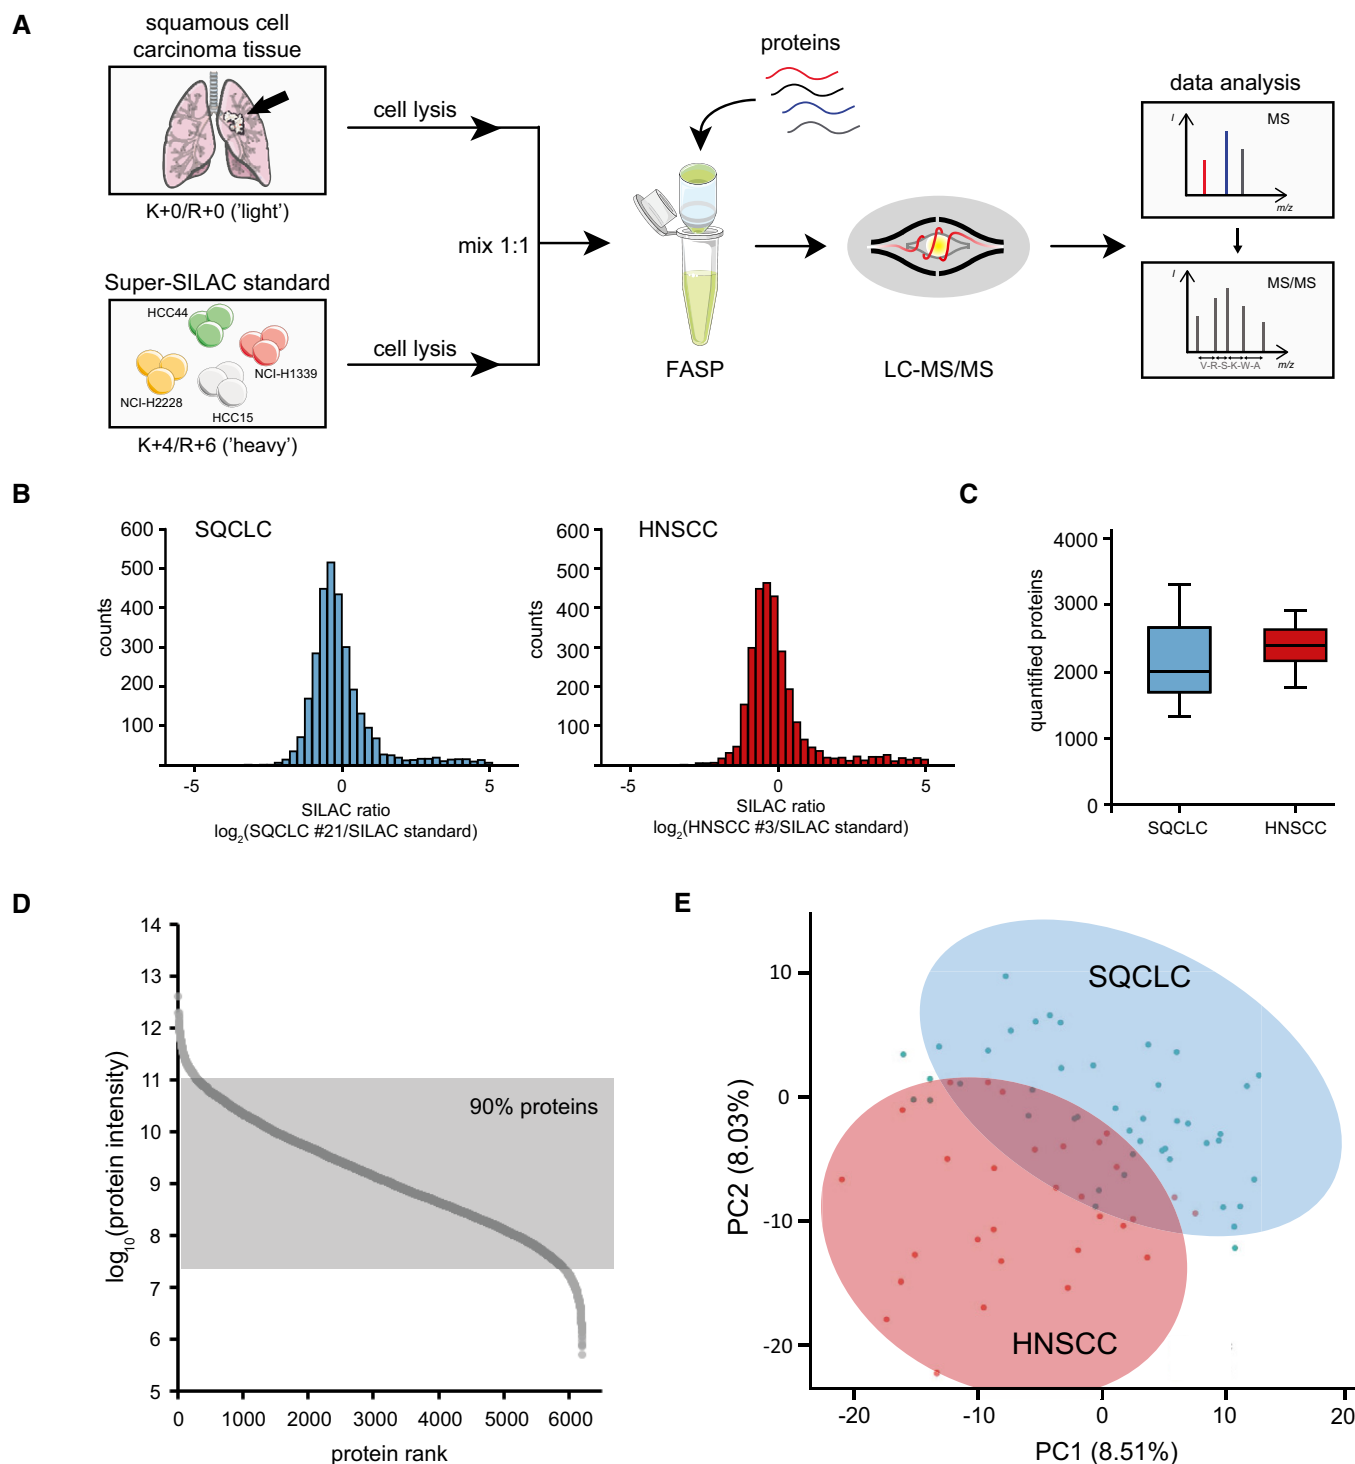 A
squamous cell
carcinoma tissue
K+0/R+0 ('light')
Super-SILAC standard
HCC44
NCI-H1339
NCI-H2228
HCC15
K+4/R+6 ('heavy')
cell lysis
cell lysis
mix 1:1
proteins
FASP
LC-MS/MS
data analysis
I
MS
m/z
I
MS/MS
V-R-S-K-W-A
m/z
B
SQCLC
600
500
400
300
200
100
counts
-5 0 5
SILAC ratio
log2(SQCLC #21/SILAC standard)
HNSCC
600
500
400
300
200
100
counts
-5 0 5
SILAC ratio
log2(HNSCC #3/SILAC standard)
C
4000
3000
2000
1000
0
quantified proteins
SQCLC HNSCC
D
14
13
12
11
10
9
8
7
6
5
log10(protein intensity)
90% proteins
0 1000 2000 3000 4000 5000 6000
protein rank
E
SQCLC
HNSCC
10
0
-10
-20
PC2 (8.03%)
-20 -10 0 10 20
PC1 (8.51%)